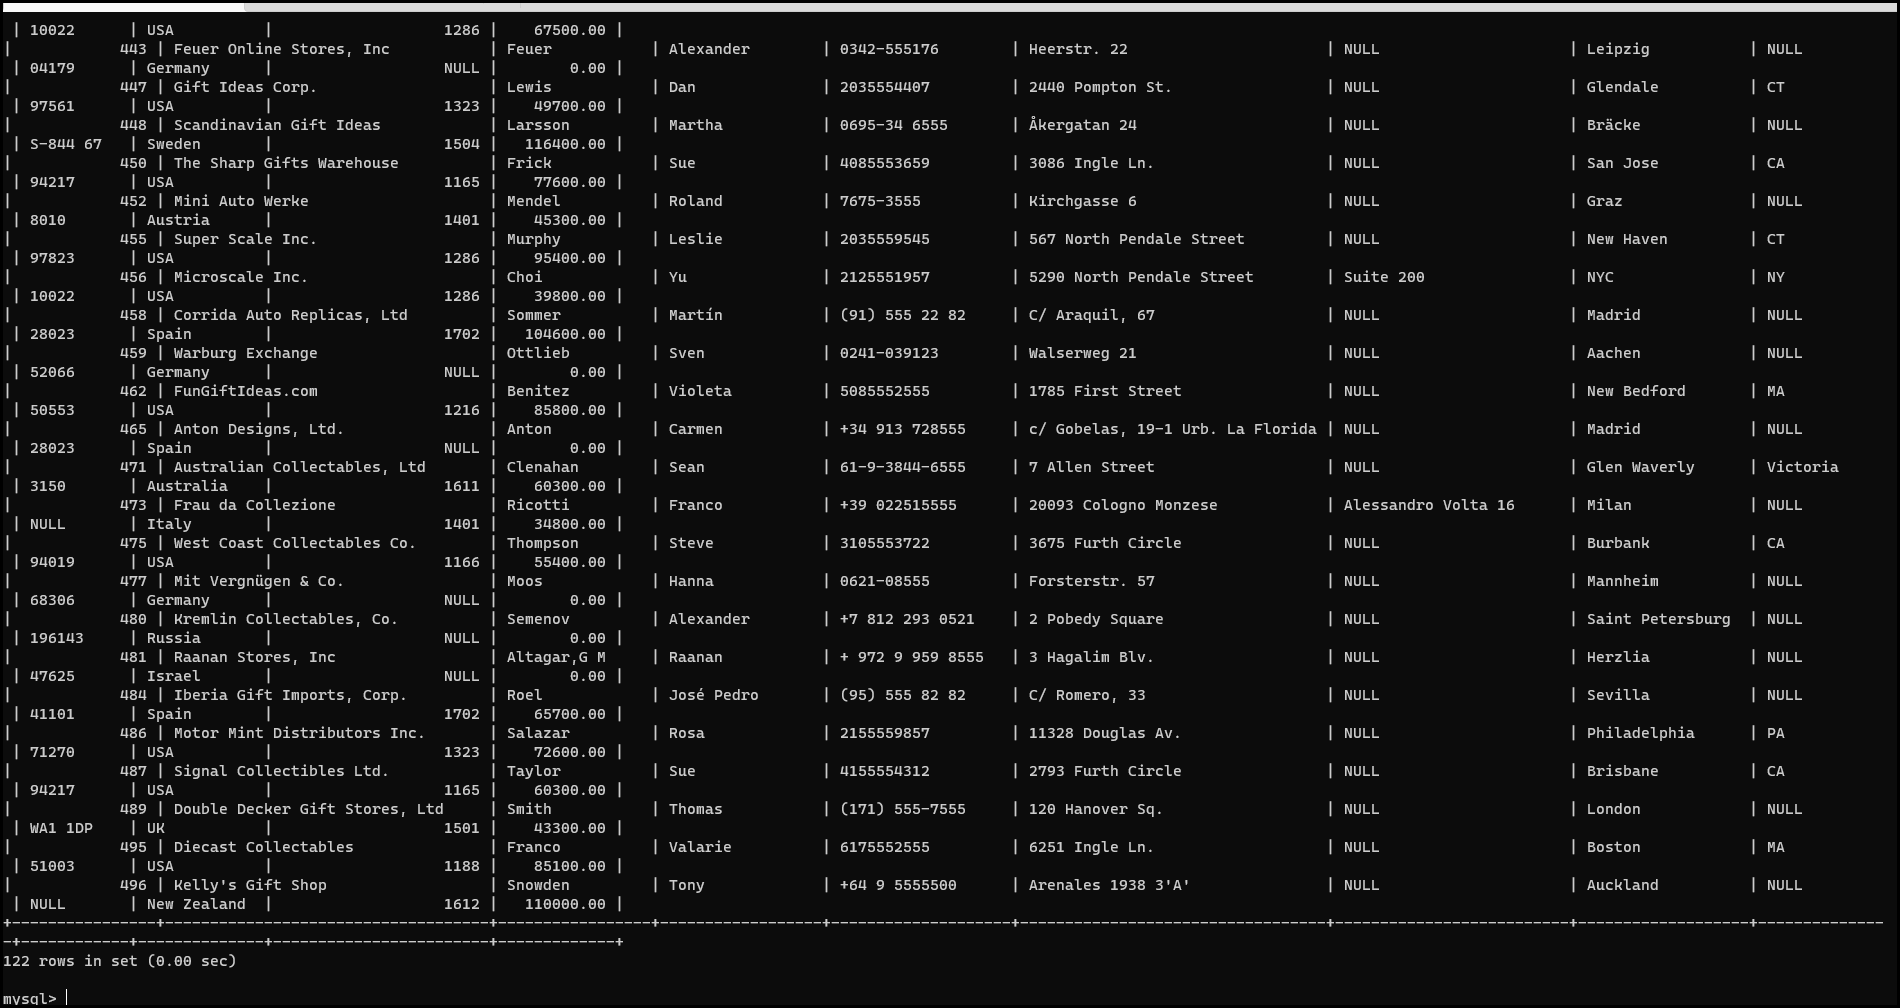 | 10022 | USA | 1286 | 67500.00 |
| 443 | Feuer Online Stores, Inc | Feuer | Alexander | 0342-555176 | Heerstr. 22 | NULL | Leipzig | NULL
| 04179 | Germany | NULL | 0.00 |
| 447 | Gift Ideas Corp. | Lewis | Dan | 2035554407 | 2440 Pompton St. | NULL | Glendale | CT
| 97561 | USA | 1323 | 49700.00 |
| 448 | Scandinavian Gift Ideas | Larsson | Martha | 0695-34 6555 | Åkergatan 24 | NULL | Bräcke | NULL
| S-844 67 | Sweden | 1504 | 116400.00 |
| 450 | The Sharp Gifts Warehouse | Frick | Sue | 4085553659 | 3086 Ingle Ln. | NULL | San Jose | CA
| 94217 | USA | 1165 | 77600.00 |
| 452 | Mini Auto Werke | Mendel | Roland | 7675-3555 | Kirchgasse 6 | NULL | Graz | NULL
| 8010 | Austria | 1401 | 45300.00 |
| 455 | Super Scale Inc. | Murphy | Leslie | 2035559545 | 567 North Pendale Street | NULL | New Haven | CT
| 97823 | USA | 1286 | 95400.00 |
| 456 | Microscale Inc. | Choi | Yu | 2125551957 | 5290 North Pendale Street | Suite 200 | NYC | NY
| 10022 | USA | 1286 | 39800.00 |
| 458 | Corrida Auto Replicas, Ltd | Sommer | Martín | (91) 555 22 82 | C/ Araquil, 67 | NULL | Madrid | NULL
| 28023 | Spain | 1702 | 104600.00 |
| 459 | Warburg Exchange | Ottlieb | Sven | 0241-039123 | Walserweg 21 | NULL | Aachen | NULL
| 52066 | Germany | NULL | 0.00 |
| 462 | FunGiftIdeas.com | Benitez | Violeta | 5085552555 | 1785 First Street | NULL | New Bedford | MA
| 50553 | USA | 1216 | 85800.00 |
| 465 | Anton Designs, Ltd. | Anton | Carmen | +34 913 728555 | c/ Gobelas, 19-1 Urb. La Florida | NULL | Madrid | NULL
| 28023 | Spain | NULL | 0.00 |
| 471 | Australian Collectables, Ltd | Clenahan | Sean | 61-9-3844-6555 | 7 Allen Street | NULL | Glen Waverly | Victoria
| 3150 | Australia | 1611 | 60300.00 |
| 473 | Frau da Collezione | Ricotti | Franco | +39 022515555 | 20093 Cologno Monzese | Alessandro Volta 16 | Milan | NULL
| NULL | Italy | 1401 | 34800.00 |
| 475 | West Coast Collectables Co. | Thompson | Steve | 3105553722 | 3675 Furth Circle | NULL | Burbank | CA
| 94019 | USA | 1166 | 55400.00 |
| 477 | Mit Vergnügen & Co. | Moos | Hanna | 0621-08555 | Forsterstr. 57 | NULL | Mannheim | NULL
| 68306 | Germany | NULL | 0.00 |
| 480 | Kremlin Collectables, Co. | Semenov | Alexander | +7 812 293 0521 | 2 Pobedy Square | NULL | Saint Petersburg | NULL
| 196143 | Russia | NULL | 0.00 |
| 481 | Raanan Stores, Inc | Altagar,G M | Raanan | + 972 9 959 8555 | 3 Hagalim Blv. | NULL | Herzlia | NULL
| 47625 | Israel | NULL | 0.00 |
| 484 | Iberia Gift Imports, Corp. | Roel | José Pedro | (95) 555 82 82 | C/ Romero, 33 | NULL | Sevilla | NULL
| 41101 | Spain | 1702 | 65700.00 |
| 486 | Motor Mint Distributors Inc. | Salazar | Rosa | 2155559857 | 11328 Douglas Av. | NULL | Philadelphia | PA
| 71270 | USA | 1323 | 72600.00 |
| 487 | Signal Collectibles Ltd. | Taylor | Sue | 4155554312 | 2793 Furth Circle | NULL | Brisbane | CA
| 94217 | USA | 1165 | 60300.00 |
| 489 | Double Decker Gift Stores, Ltd | Smith | Thomas | (171) 555-7555 | 120 Hanover Sq. | NULL | London | NULL
| WA1 1DP | UK | 1501 | 43300.00 |
| 495 | Diecast Collectables | Franco | Valarie | 6175552555 | 6251 Ingle Ln. | NULL | Boston | MA
| 51003 | USA | 1188 | 85100.00 |
| 496 | Kelly's Gift Shop | Snowden | Tony | +64 9 5555500 | Arenales 1938 3'A' | NULL | Auckland | NULL
| NULL | New Zealand | 1612 | 110000.00 |
+----------------+------------------------------------+-----------------+------------------+--------------------+----------------------------------+--------------------------+-------------------+--------------
-+------------+--------------+------------------------+-------------+
122 rows in set (0.00 sec)
mysql>